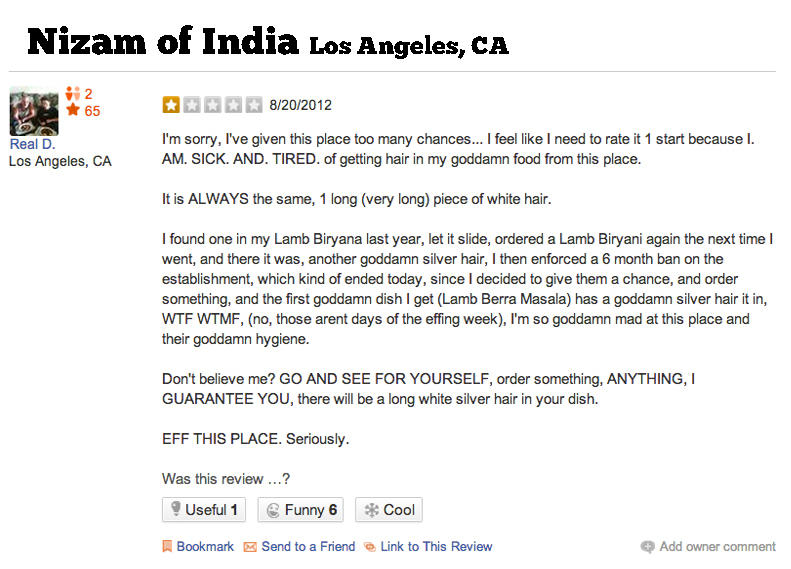 Nizam of India Los Angeles, CA
2
65
Real D.
Los Angeles, CA
8/20/2012
I'm sorry, I've given this place too many chances... I feel like I need to rate it 1 start because I.
AM. SICK. AND. TIRED. of getting hair in my goddamn food from this place.
It is ALWAYS the same, 1 long (very long) piece of white hair.
I found one in my Lamb Biryana last year, let it slide, ordered a Lamb Biryani again the next time I
went, and there it was, another goddamn silver hair, I then enforced a 6 month ban on the
establishment, which kind of ended today, since I decided to give them a chance, and order
something, and the first goddamn dish I get (Lamb Berra Masala) has a goddamn silver hair it in,
WTF WTMF, (no, those arent days of the effing week), I'm so goddamn mad at this place and
their goddamn hygiene.
Don't believe me? GO AND SEE FOR YOURSELF, order something, ANYTHING, I
GUARANTEE YOU, there will be a long white silver hair in your dish.
EFF THIS PLACE. Seriously.
Was this review …?
Useful 1 Funny 6 Cool
Bookmark Send to a Friend Link to This Review Add owner comment